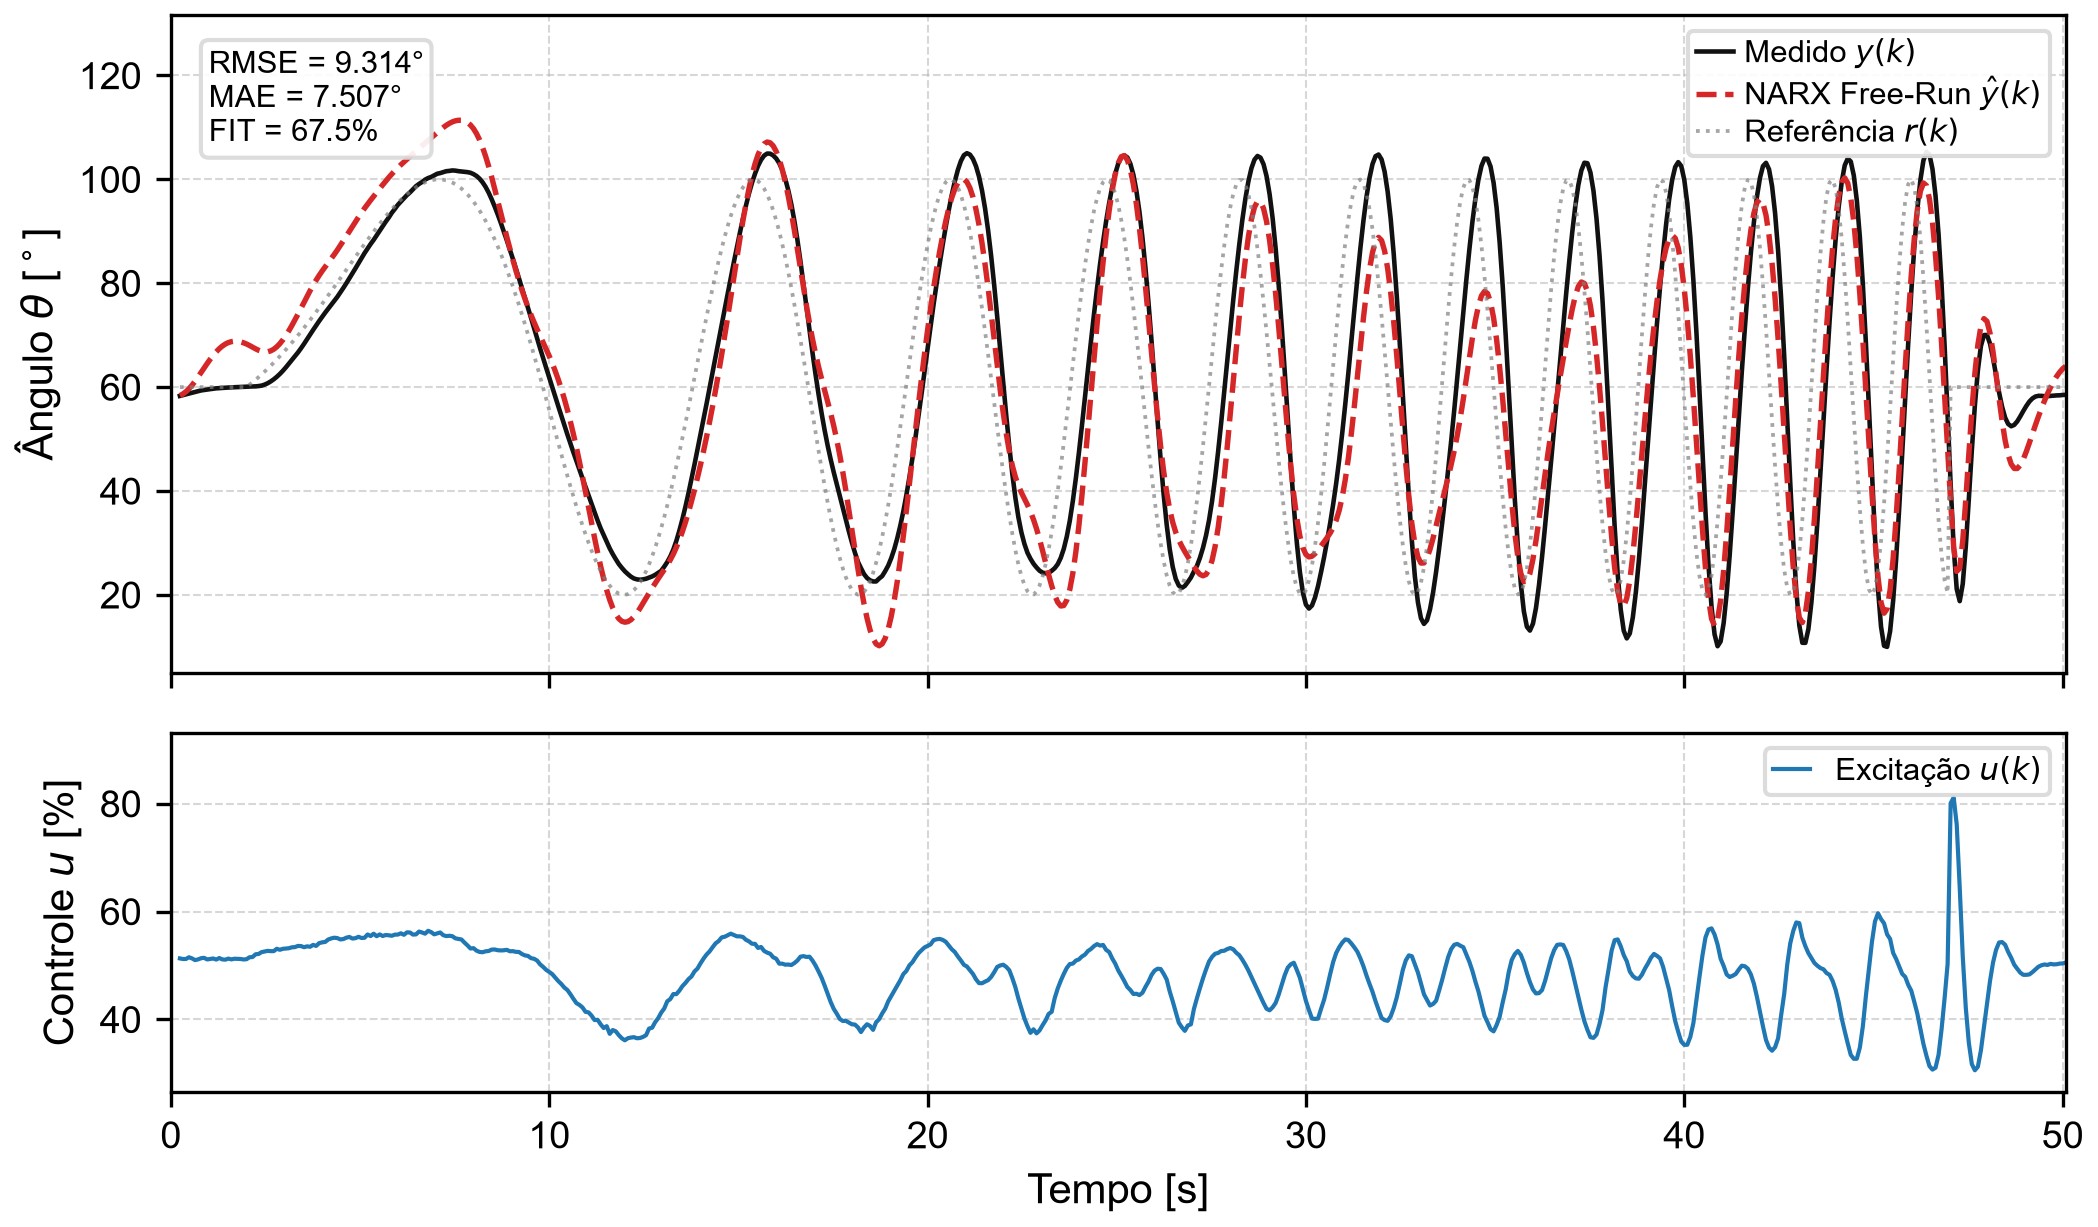 RMSE = 9.314°
MAE = 7.507°
FIT = 67.5%
Medido y(k)
NARX Free-Run ŷ(k)
Referência r(k)
Ângulo θ [°]
120
100
80
60
40
20
Excitação u(k)
Controle u [%]
80
60
40
0 10 20 30 40 50
Tempo [s]